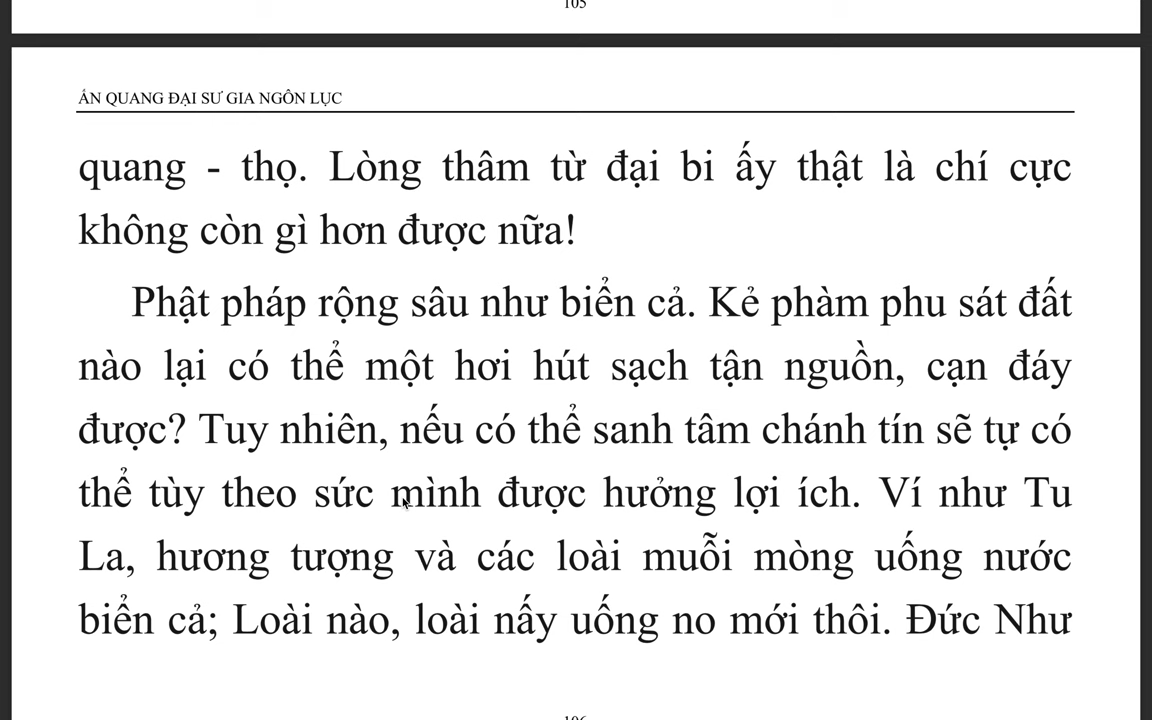 105
ẤN QUANG ĐẠI SƯ GIA NGÔN LỤC
quang - thọ. Lòng thâm từ đại bi ấy thật là chí cực
không còn gì hơn được nữa!
Phật pháp rộng sâu như biển cả. Kẻ phàm phu sát đất
nào lại có thể một hơi hút sạch tận nguồn, cạn đáy
được? Tuy nhiên, nếu có thể sanh tâm chánh tín sẽ tự có
thể tùy theo sức mình được hưởng lợi ích. Ví như Tu
La, hương tượng và các loài muỗi mòng uống nước
biển cả; Loài nào, loài nấy uống no mới thôi. Đức Như
106